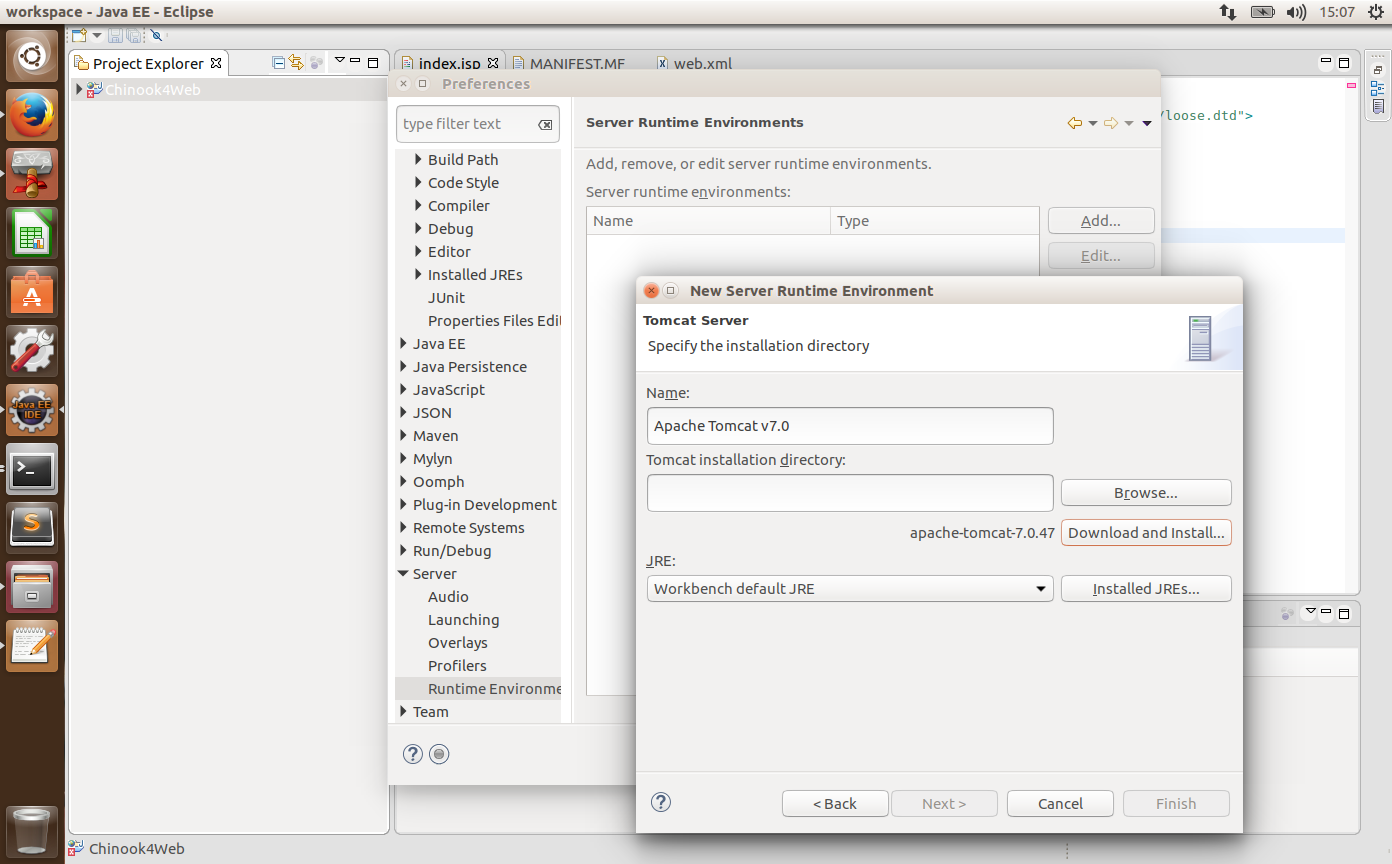 workspace - Java EE - Eclipse
15:07
Project Explorer
index.jsp
MANIFEST.MF
web.xml
Chinook4Web
Preferences
/loose.dtd">
type filter text
Server Runtime Environments
Build Path
Code Style
Compiler
Debug
Editor
Installed JREs
JUnit
Properties Files Edi
Java EE
Java Persistence
JavaScript
JSON
Maven
Mylyn
Oomph
Plug-in Development
Remote Systems
Run/Debug
Server
Audio
Launching
Overlays
Profilers
Runtime Environme
Team
Add, remove, or edit server runtime environments.
Server runtime environments:
Name
Type
Add...
Edit...
New Server Runtime Environment
Tomcat Server
Specify the installation directory
Name:
Apache Tomcat v7.0
Tomcat installation directory:
Browse...
apache-tomcat-7.0.47
Download and Install...
JRE:
Workbench default JRE
Installed JREs...
< Back
Next >
Cancel
Finish
Java EE
IDE
Chinook4Web